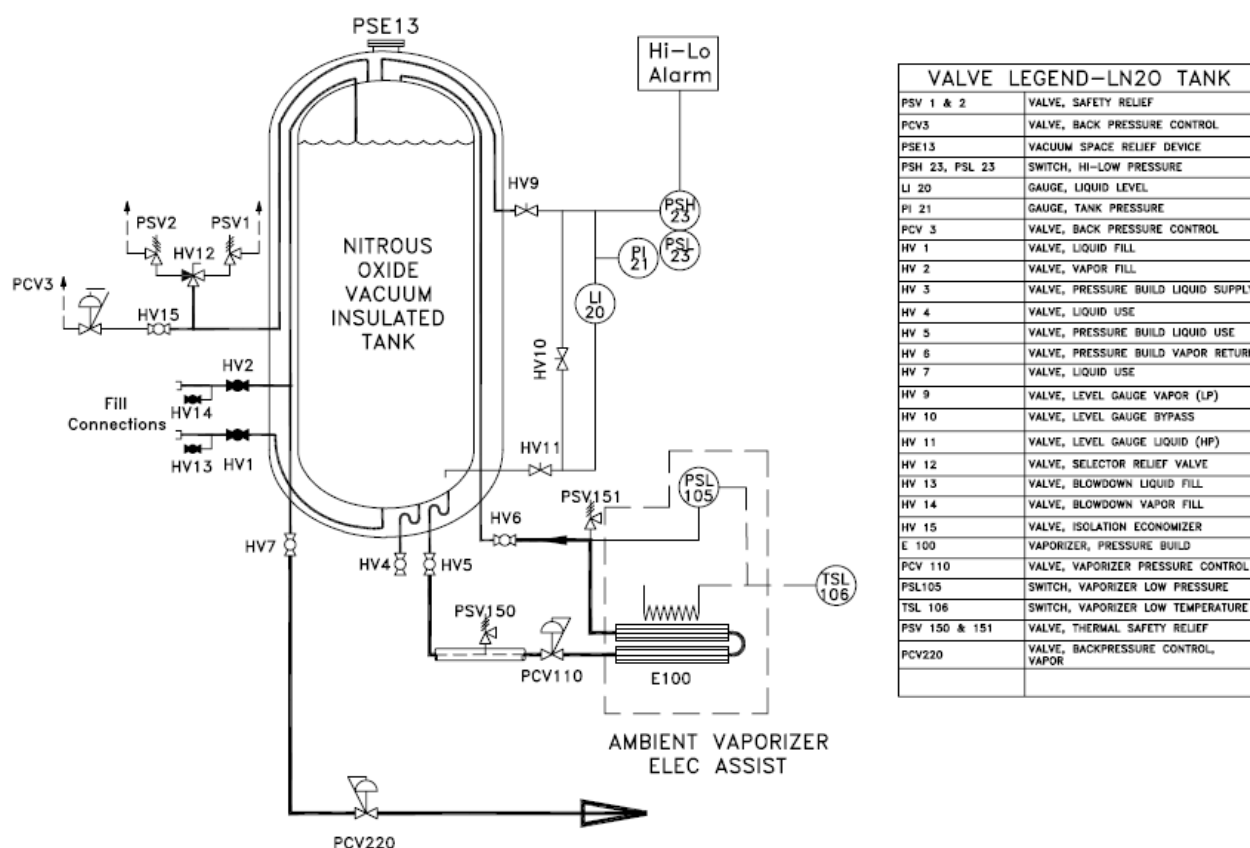 PSE13
Hi-Lo
Alarm
HV9
PSH
23
PSL
23
PI
21
LI
20
PSV2
PSV1
HV12
PCV3
HV15
NITROUS
OXIDE
VACUUM
INSULATED
TANK
HV10
HV2
HV14
Fill
Connections
HV13
HV1
HV11
PSL
105
PSV151
HV6
HV7
HV4
HV5
TSL
106
PSV150
PCV110
E100
AMBIENT VAPORIZER
ELEC ASSIST
PCV220
VALVE LEGEND-LN2O TANK
PSV 1 & 2 VALVE, SAFETY RELIEF
PCV3 VALVE, BACK PRESSURE CONTROL
PSE13 VACUUM SPACE RELIEF DEVICE
PSH 23, PSL 23 SWITCH, HI-LOW PRESSURE
LI 20 GAUGE, LIQUID LEVEL
PI 21 GAUGE, TANK PRESSURE
PCV 3 VALVE, BACK PRESSURE CONTROL
HV 1 VALVE, LIQUID FILL
HV 2 VALVE, VAPOR FILL
HV 3 VALVE, PRESSURE BUILD LIQUID SUPPLY
HV 4 VALVE, LIQUID USE
HV 5 VALVE, PRESSURE BUILD LIQUID USE
HV 6 VALVE, PRESSURE BUILD VAPOR RETUR
HV 7 VALVE, LIQUID USE
HV 9 VALVE, LEVEL GAUGE VAPOR (LP)
HV 10 VALVE, LEVEL GAUGE BYPASS
HV 11 VALVE, LEVEL GAUGE LIQUID (HP)
HV 12 VALVE, SELECTOR RELIEF VALVE
HV 13 VALVE, BLOWDOWN LIQUID FILL
HV 14 VALVE, BLOWDOWN VAPOR FILL
HV 15 VALVE, ISOLATION ECONOMIZER
E 100 VAPORIZER, PRESSURE BUILD
PCV 110 VALVE, VAPORIZER PRESSURE CONTROL
PSL105 SWITCH, VAPORIZER LOW PRESSURE
TSL 106 SWITCH, VAPORIZER LOW TEMPERATURE
PSV 150 & 151 VALVE, THERMAL SAFETY RELIEF
PCV220 VALVE, BACKPRESSURE CONTROL,
VAPOR